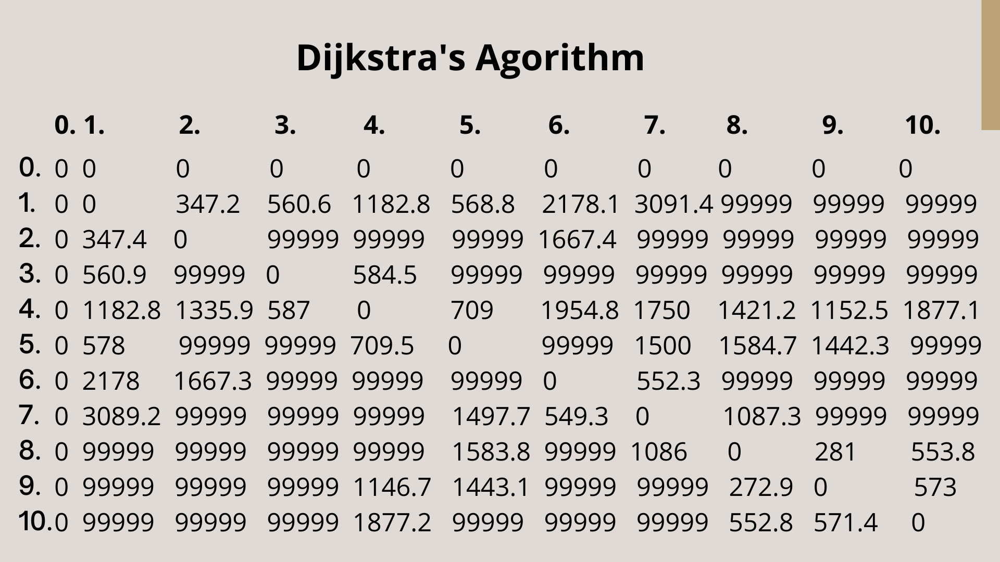 Dijkstra's Agorithm
0. 1. 2. 3. 4. 5. 6. 7. 8. 9. 10.
0. 0 0 0 0 0 0 0 0 0 0 0
1. 0 0 347.2 560.6 1182.8 568.8 2178.1 3091.4 99999 99999 99999
2. 0 347.4 0 99999 99999 99999 1667.4 99999 99999 99999 99999
3. 0 560.9 99999 0 584.5 99999 99999 99999 99999 99999 99999
4. 0 1182.8 1335.9 587 0 709 1954.8 1750 1421.2 1152.5 1877.1
5. 0 578 99999 99999 709.5 0 99999 1500 1584.7 1442.3 99999
6. 0 2178 1667.3 99999 99999 99999 0 552.3 99999 99999 99999
7. 0 3089.2 99999 99999 99999 1497.7 549.3 0 1087.3 99999 99999
8. 0 99999 99999 99999 99999 1583.8 99999 1086 0 281 553.8
9. 0 99999 99999 99999 1146.7 1443.1 99999 99999 272.9 0 573
10. 0 99999 99999 99999 1877.2 99999 99999 99999 552.8 571.4 0